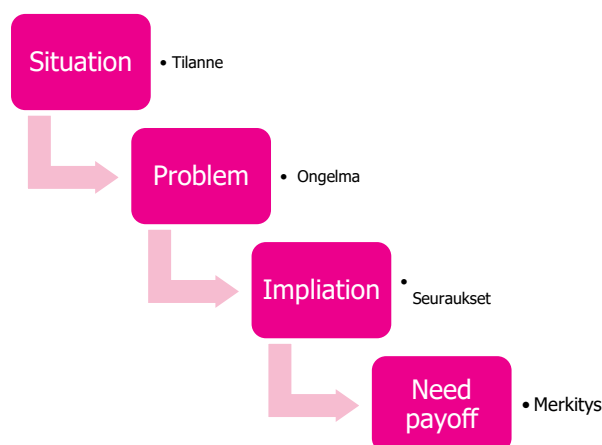 Situation
• Tilanne
Problem
• Ongelma
Impliation
• Seuraukset
Need
payoff
• Merkitys